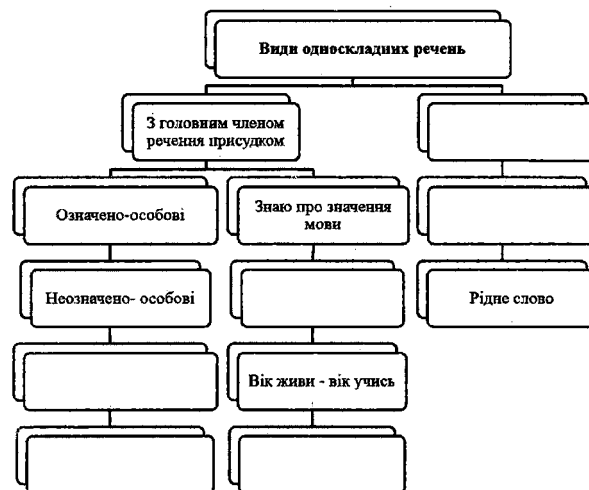 Види односкладних речень
З головним членом
речення присудком
Означено-особові
Знаю про значення
мови
Неозначено- особові
Рідне слово
Вік живи - вік учись